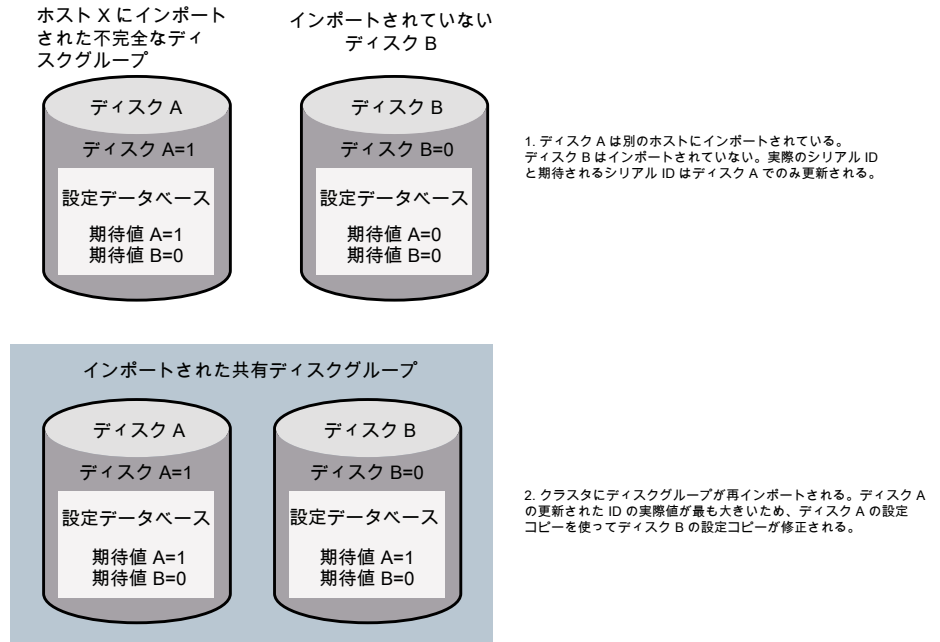 ホスト X にインポート
された不完全なディ
スクグループ
インポートされていない
ディスク B
ディスク A
ディスク A=1
設定データベース
期待値 A=1
期待値 B=0
ディスク B
ディスク B=0
設定データベース
期待値 A=0
期待値 B=0
1. ディスク A は別のホストにインポートされている。
ディスク B はインポートされていない。実際のシリアル ID
と期待されるシリアル ID はディスク A でのみ更新される。
インポートされた共有ディスクグループ
ディスク A
ディスク A=1
設定データベース
期待値 A=1
期待値 B=0
ディスク B
ディスク B=0
設定データベース
期待値 A=1
期待値 B=0
2. クラスタにディスクグループが再インポートされる。ディスク A
の更新された ID の実際値が最も大きいため、ディスク A の設定
コピーを使ってディスク B の設定コピーが修正される。